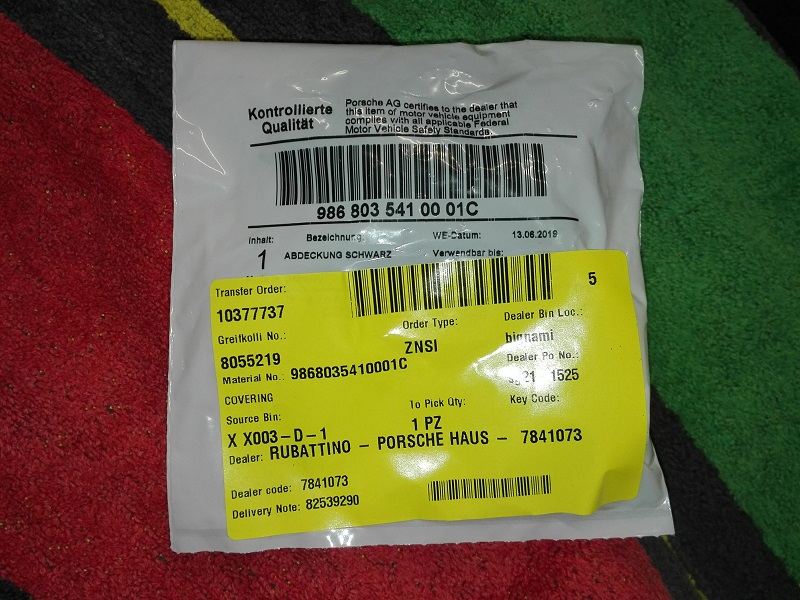 Kontrollierte
Qualität
Porsche AG certifies to the dealer that
this item of motor vehicle equipment
complies with all applicable Federal
Motor Vehicle Safety Standards.
986 803 541 00 01C
Inhalt: Bezeichnung: WE-Datum: 13.06.2019
1 ABDECKUNG SCHWARZ Verwendbar bis:
Transfer Order: 5
10377737
Greifkolli No.: Order Type: Dealer Bin Loc.:
8055219 ZNSI bignami
Material No.: 9868035410001C Dealer Po No.:
1525
COVERING
Source Bin: To Pick Qty: Key Code:
X X003-D-1 1 PZ
Dealer: RUBATTINO - PORSCHE HAUS - 7841073
Dealer code: 7841073
Delivery Note: 82539290